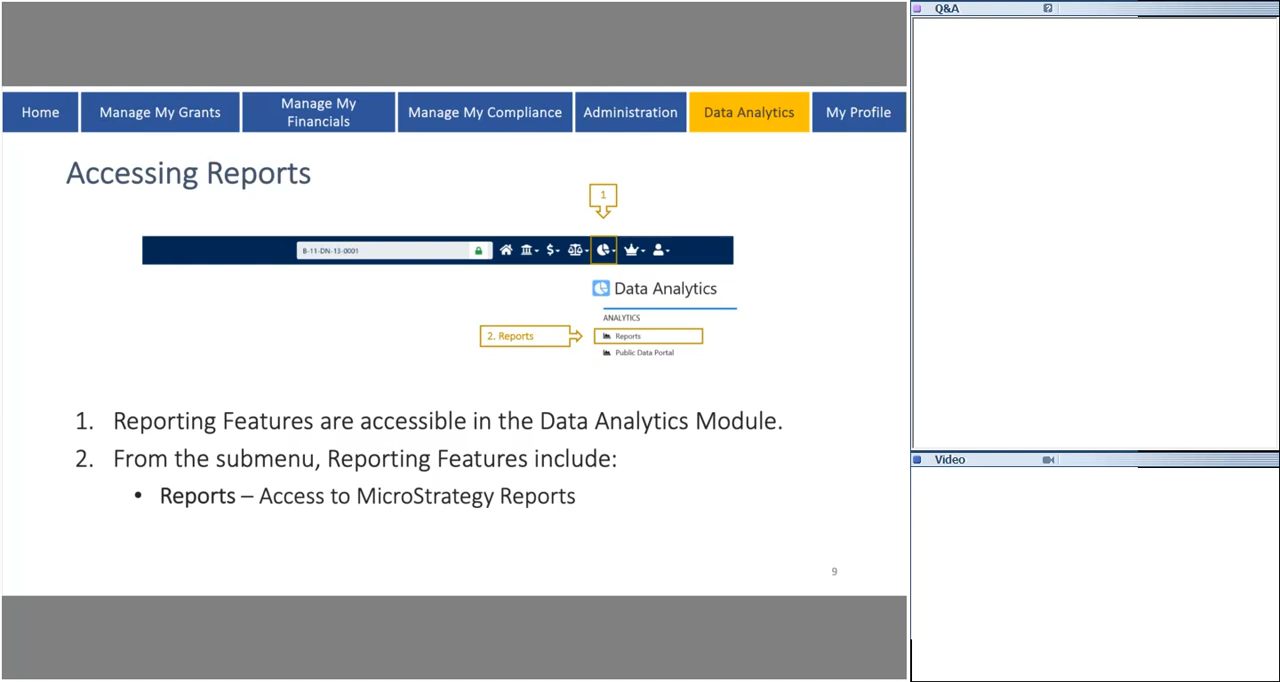 Q&A
Home
Manage My Grants
Manage My
Financials
Manage My Compliance
Administration
Data Analytics
My Profile
Accessing Reports
1
B-11-DN-13-0001
$
Data Analytics
ANALYTICS
2. Reports
Reports
Public Data Portal
1. Reporting Features are accessible in the Data Analytics Module.
2. From the submenu, Reporting Features include:
• Reports – Access to MicroStrategy Reports
9
Video